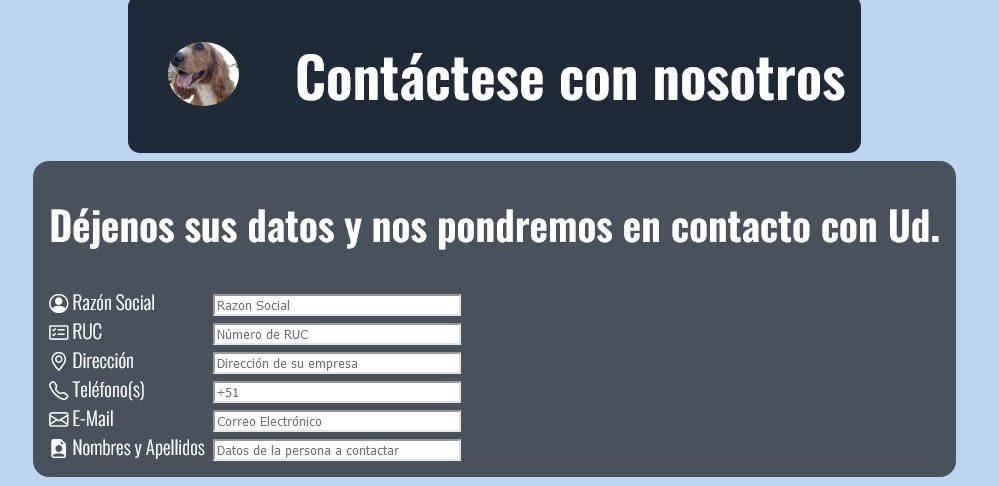 Contáctese con nosotros
Déjenos sus datos y nos pondremos en contacto con Ud.
Razón Social Razon Social
RUC Número de RUC
Dirección Dirección de su empresa
Teléfono(s) +51
E-Mail Correo Electrónico
Nombres y Apellidos Datos de la persona a contactar